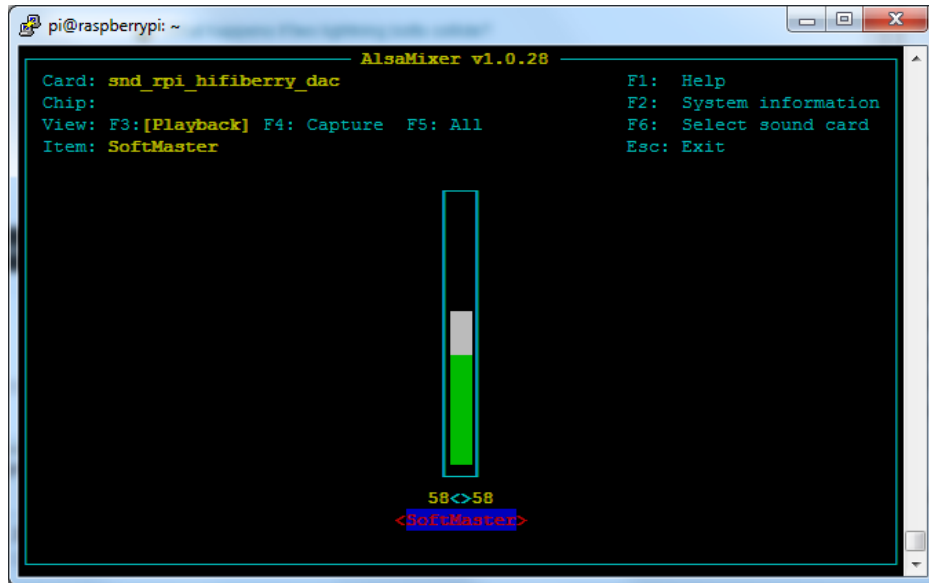 pi@raspberrypi: ~
AlsaMixer v1.0.28
Card: snd_rpi_hifiberry_dac F1: Help
Chip: F2: System information
View: F3:[Playback] F4: Capture F5: All F6: Select sound card
Item: SoftMaster Esc: Exit
58<>58
<SoftMaster>